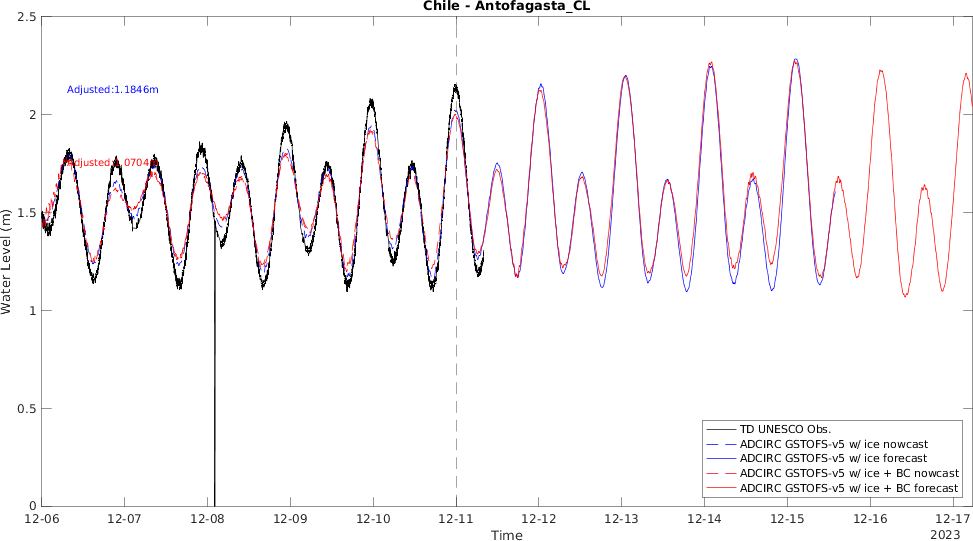 Chile - Antofagasta_CL
2.5
2
1.5
1
0.5
0
Water Level (m)
Adjusted:1.1846m
Adjusted: 0704
12-06
12-07
12-08
12-09
12-10
12-11
12-12
12-13
12-14
12-15
12-16
12-17
Time
2023
TD UNESCO Obs.
ADCIRC GSTOFS-v5 w/ ice nowcast
ADCIRC GSTOFS-v5 w/ ice forecast
ADCIRC GSTOFS-v5 w/ ice + BC nowcast
ADCIRC GSTOFS-v5 w/ ice + BC forecast